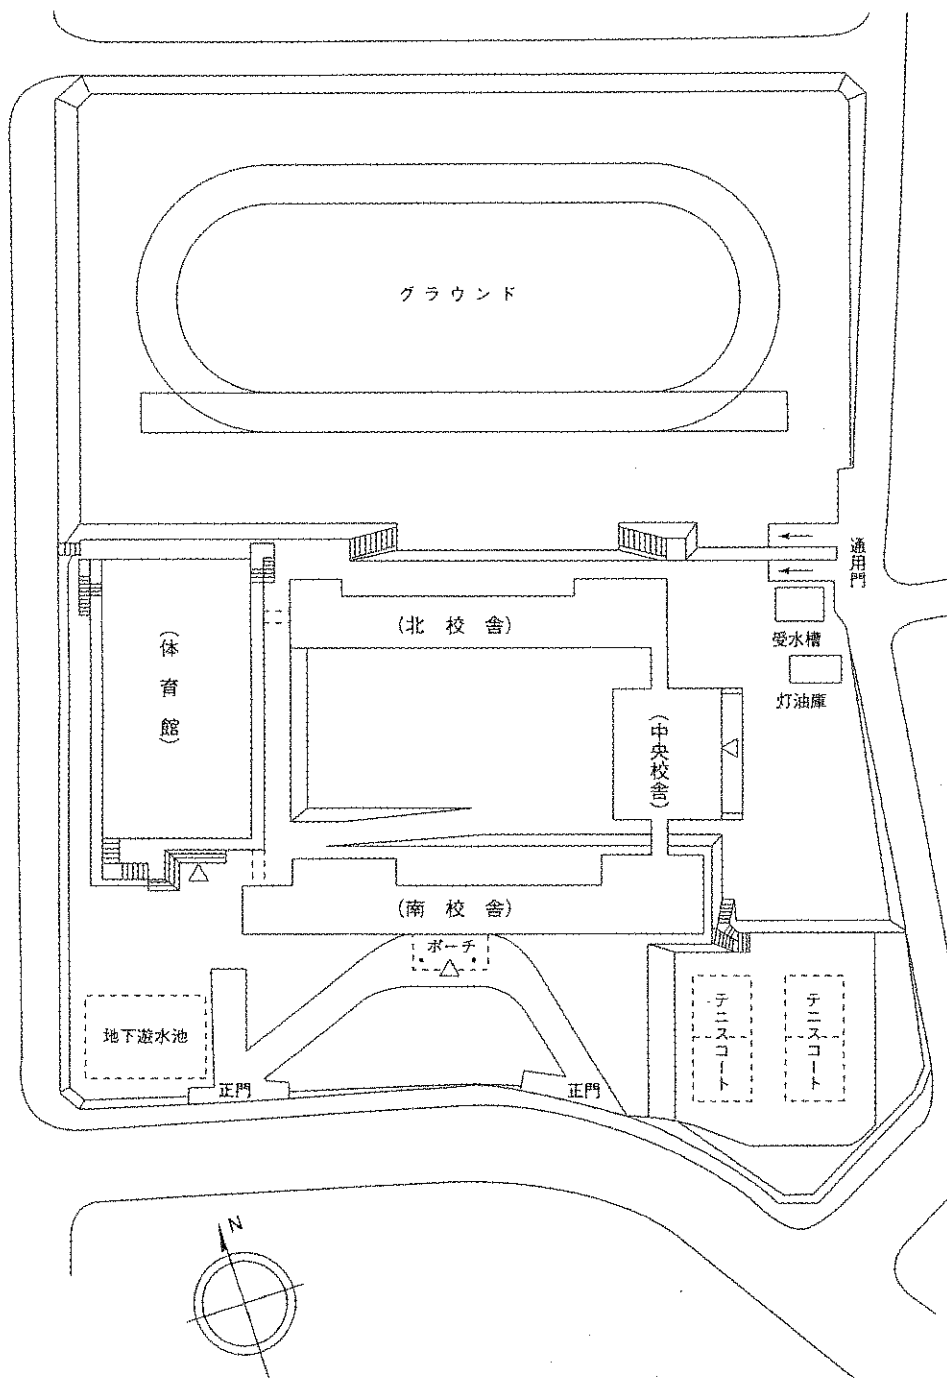 グラウンド
通用門
受水槽
灯油庫
(北校舎)
(体育館)
(中央校舎)
(南校舎)
ポーチ
テニスコート
テニスコート
地下遊水池
正門
正門
N